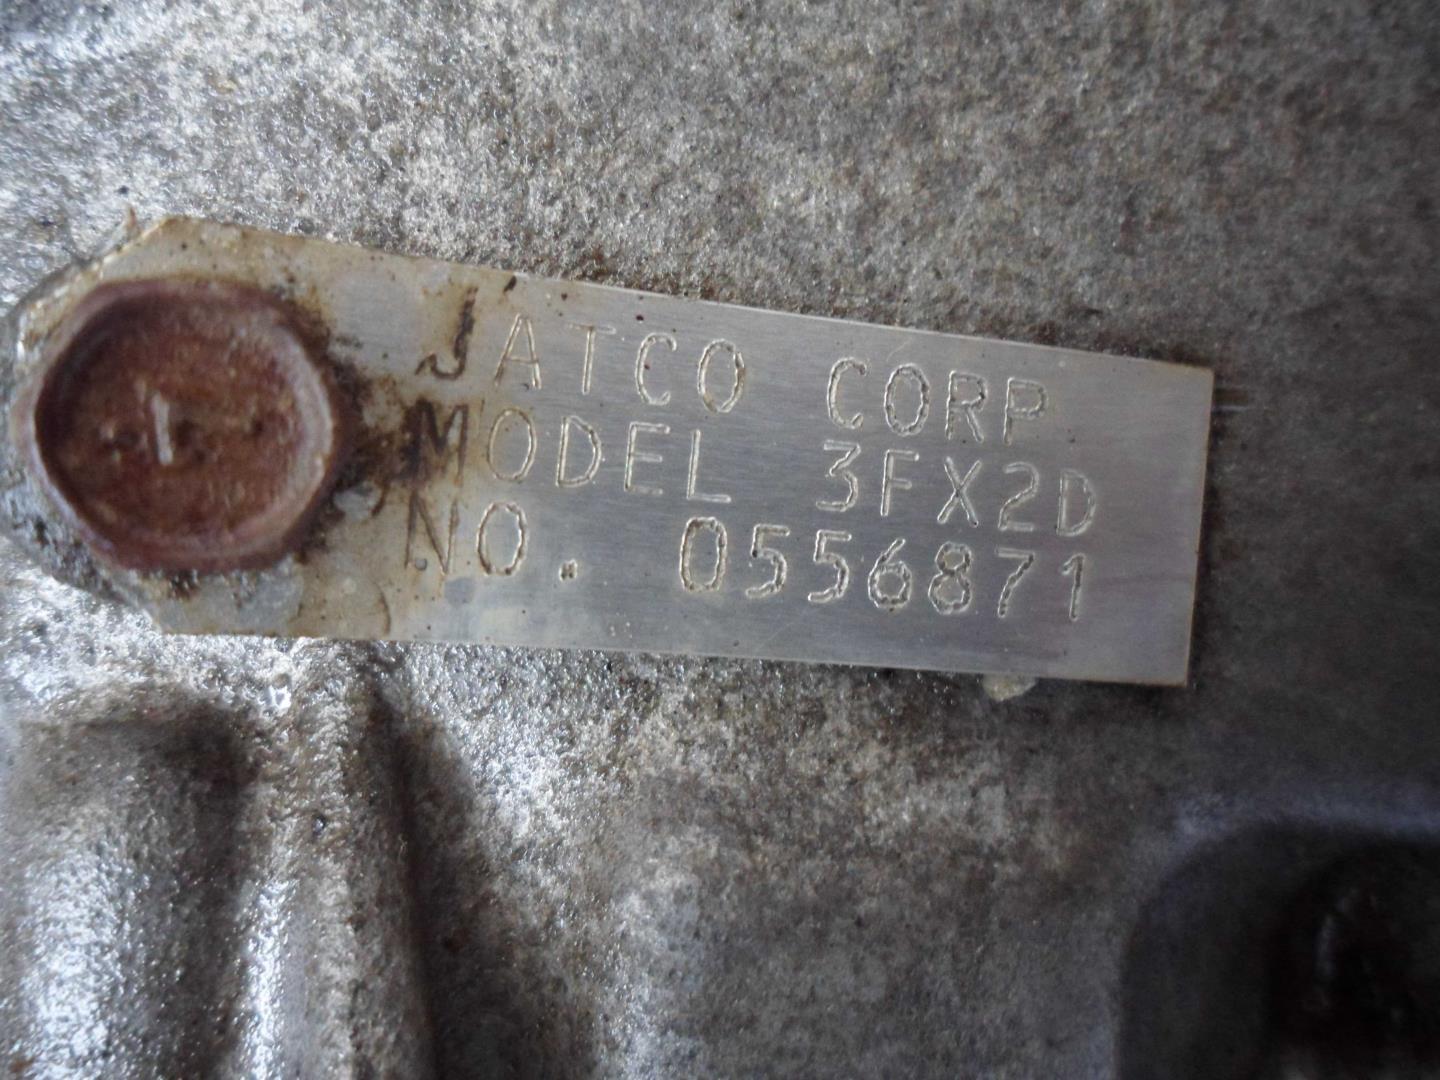 JATCO CORP
MODEL 3FX2D
NO. 0556871